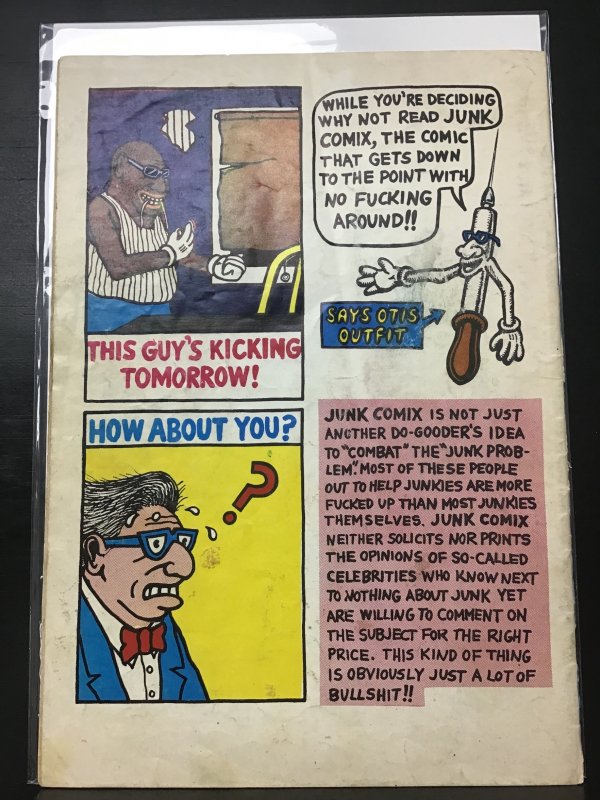 THIS GUY'S KICKING
TOMORROW!
WHILE YOU'RE DECIDING
WHY NOT READ JUNK
COMIX, THE COMIC
THAT GETS DOWN
TO THE POINT WITH
NO FUCKING
AROUND!!
SAYS OTIS
OUTFIT
HOW ABOUT YOU?
?
JUNK COMIX IS NOT JUST
ANOTHER DO-GOODER'S IDEA
TO "COMBAT" THE "JUNK PROB-
LEM" MOST OF THESE PEOPLE
OUT TO HELP JUNKIES ARE MORE
FUCKED UP THAN MOST JUNKIES
THEMSELVES. JUNK COMIX
NEITHER SOLICITS NOR PRINTS
THE OPINIONS OF SO-CALLED
CELEBRITIES WHO KNOW NEXT
TO NOTHING ABOUT JUNK YET
ARE WILLING TO COMMENT ON
THE SUBJECT FOR THE RIGHT
PRICE. THIS KIND OF THING
IS OBVIOUSLY JUST A LOT OF
BULLSHIT!!